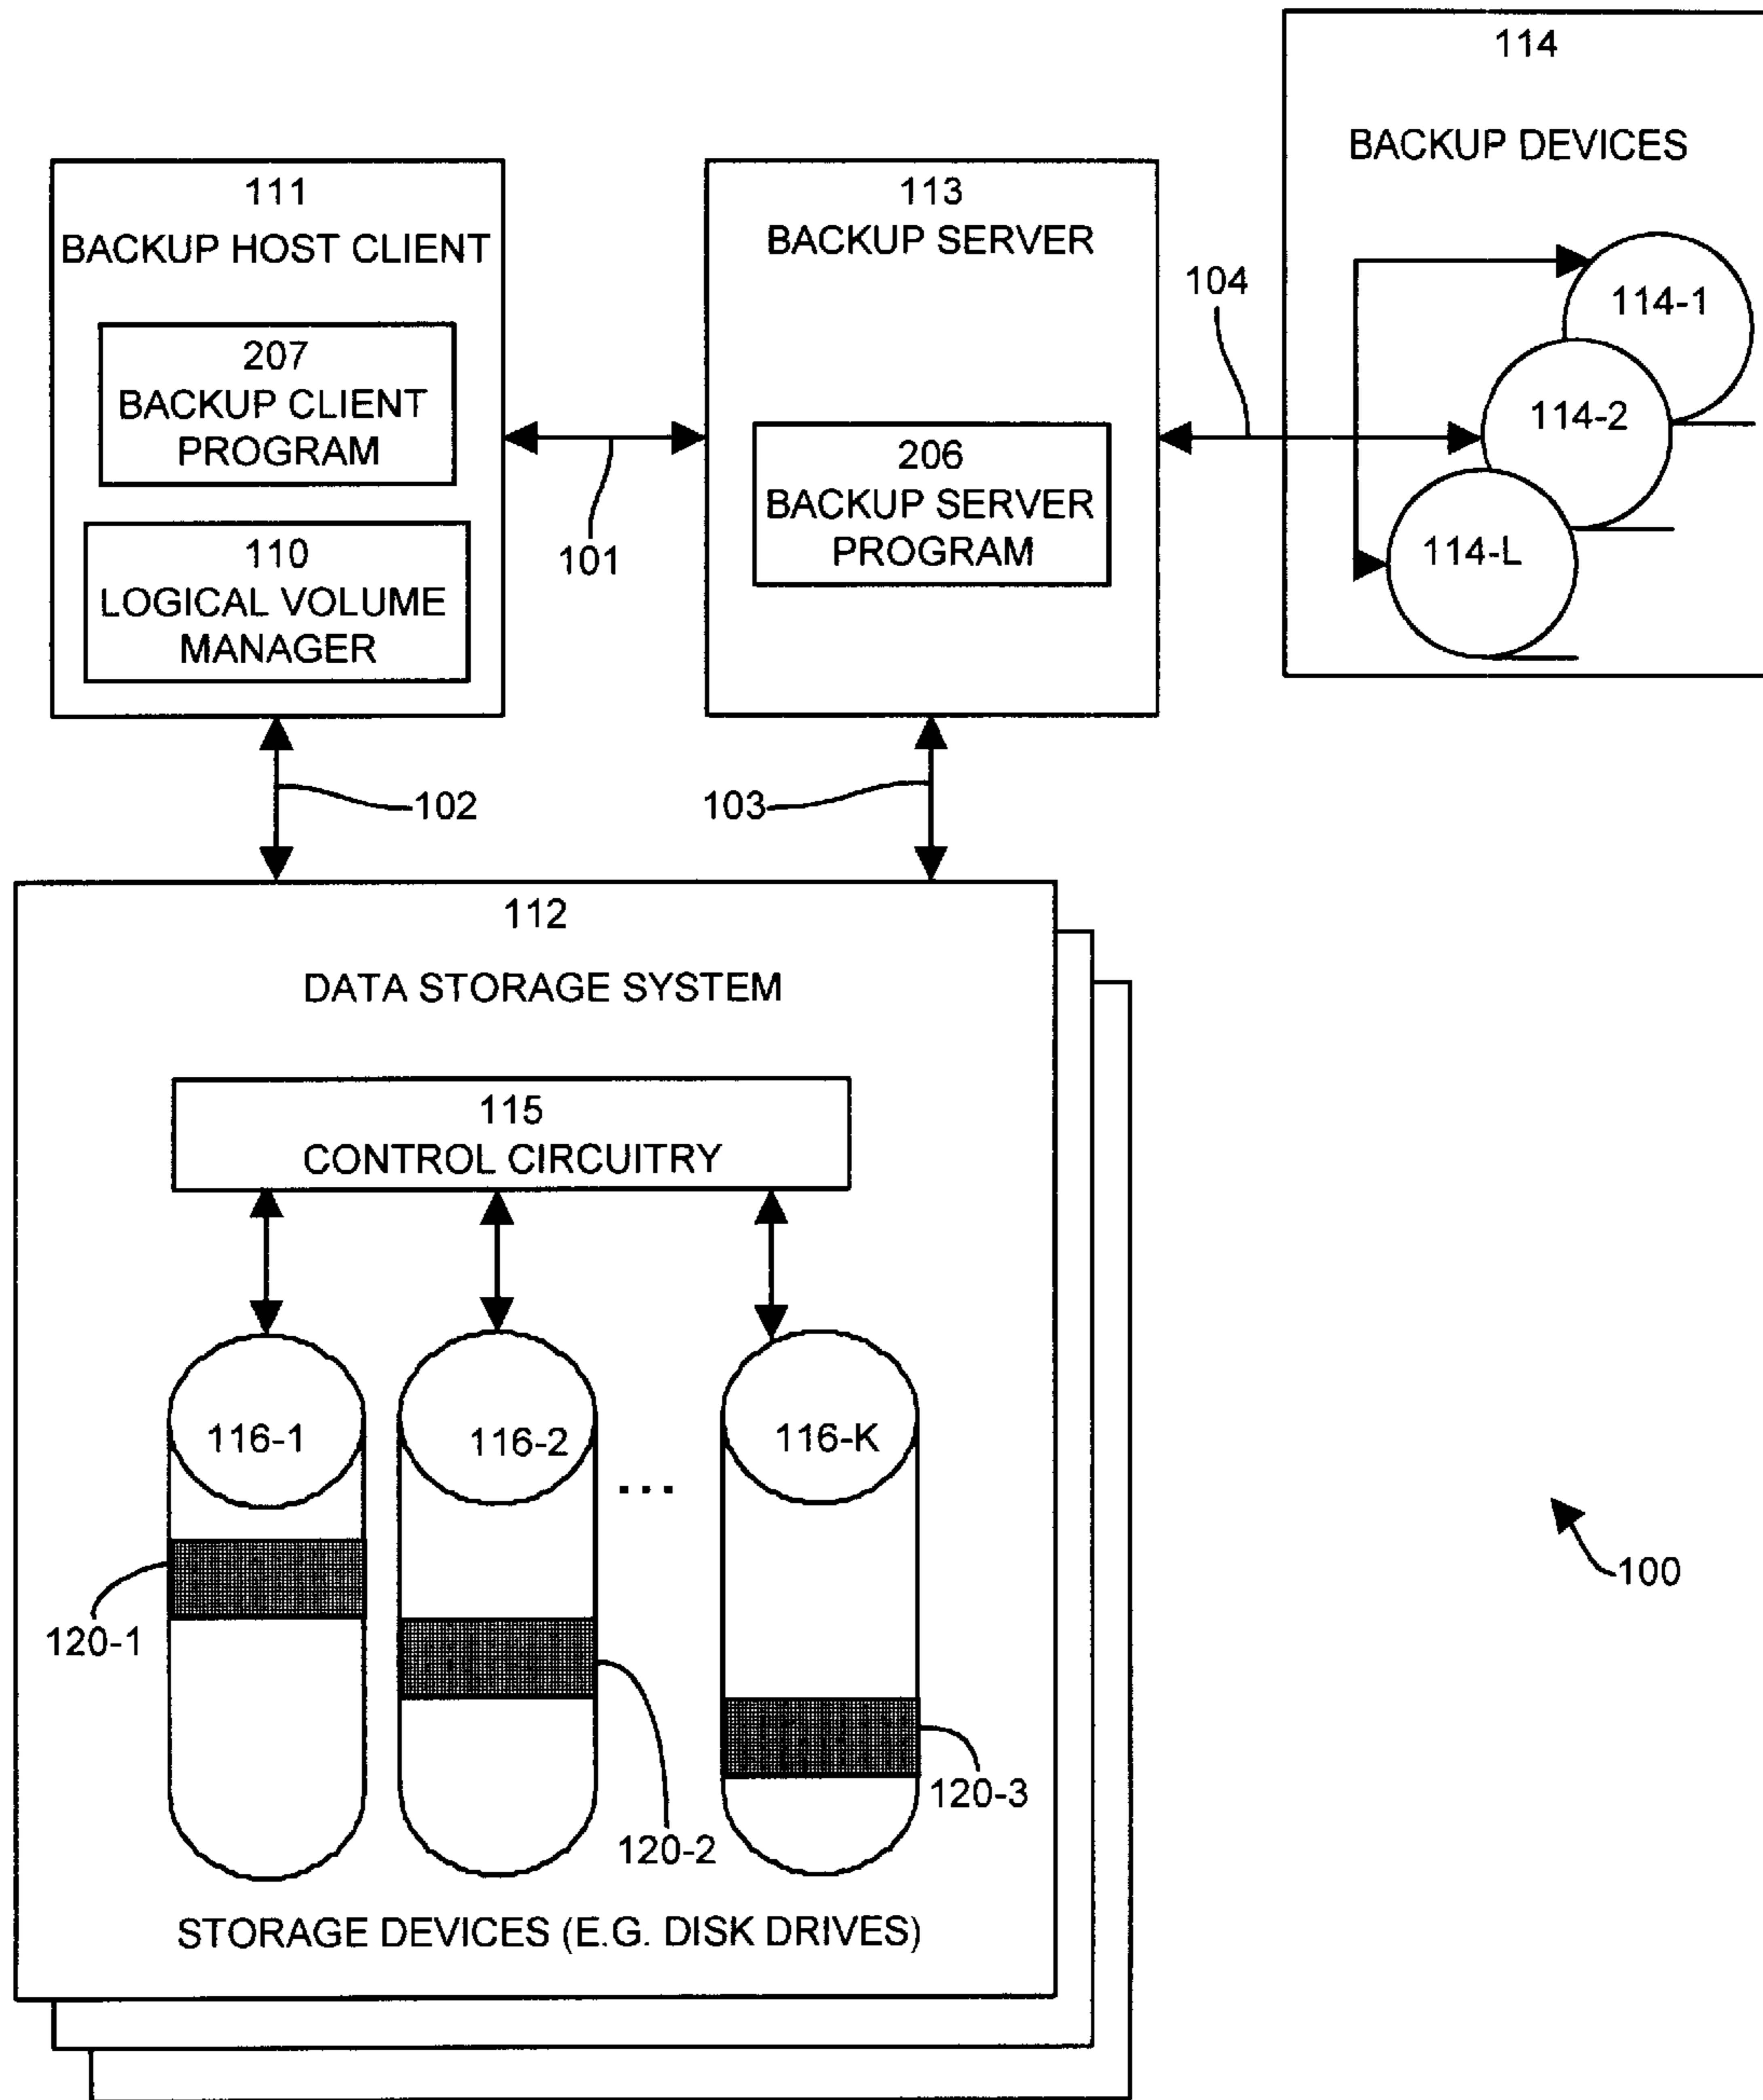 114
BACKUP DEVICES
114-1
114-2
114-L
111
BACKUP HOST CLIENT
207
BACKUP CLIENT
PROGRAM
110
LOGICAL VOLUME
MANAGER
101
113
BACKUP SERVER
206
BACKUP SERVER
PROGRAM
104
102
103
112
DATA STORAGE SYSTEM
115
CONTROL CIRCUITRY
116-1
116-2
...
116-K
120-1
120-2
120-3
STORAGE DEVICES (E.G. DISK DRIVES)
100